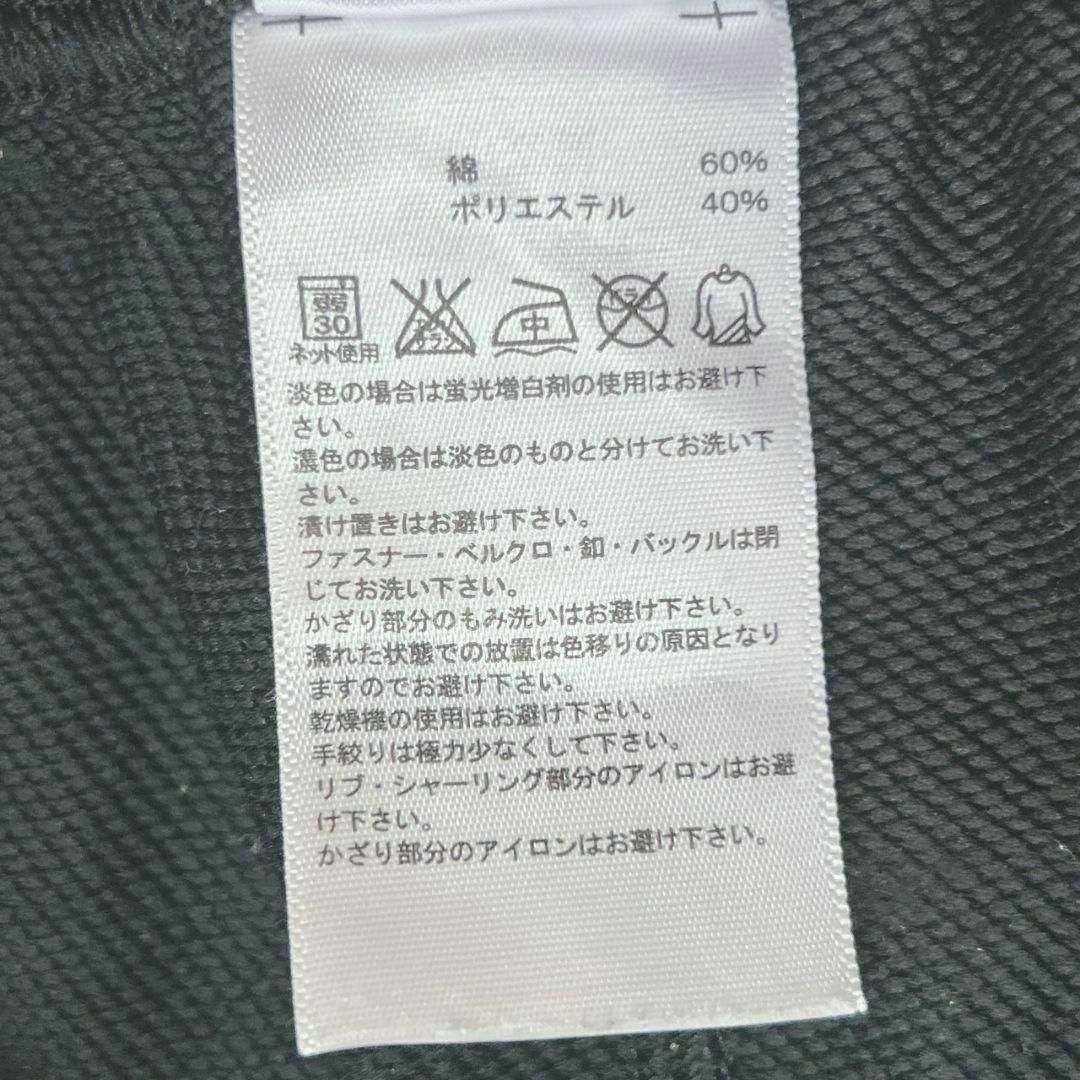 綿 60%
ポリエステル 40%
弱
30
ネット使用
エンソ
サラシ
中
ドライ
淡色の場合は蛍光増白剤の使用はお避け下
さい。
濃色の場合は淡色のものと分けてお洗い下
さい。
漬け置きはお避け下さい。
ファスナー・ベルクロ・釦・バックルは閉
じてお洗い下さい。
かざり部分のもみ洗いはお避け下さい。
濡れた状態での放置は色移りの原因となり
ますのでお避け下さい。
乾燥機の使用はお避け下さい。
手絞りは極力少なくして下さい。
リブ・シャーリング部分のアイロンはお避
け下さい。
かざり部分のアイロンはお避け下さい。